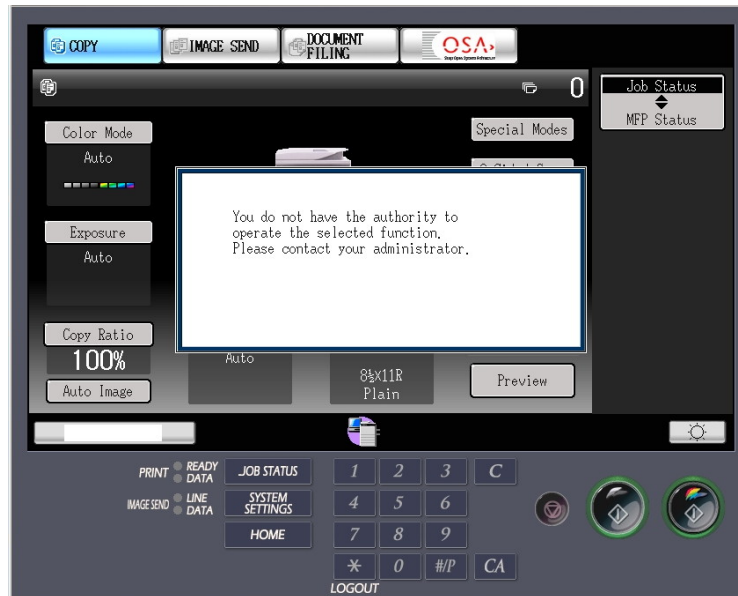 COPY
IMAGE SEND
DOCUMENT
FILING
OSA
0
Job Status
MFP Status
Color Mode
Auto
Special Modes
Exposure
Auto
You do not have the authority to
operate the selected function.
Please contact your administrator.
Copy Ratio
100%
Auto Image
Auto
8½X11R
Plain
Preview
PRINT
READY
DATA
JOB STATUS
1 2 3 C
IMAGE SEND
LINE
DATA
SYSTEM
SETTINGS
4 5 6
HOME
7 8 9
* 0 #/P CA
LOGOUT